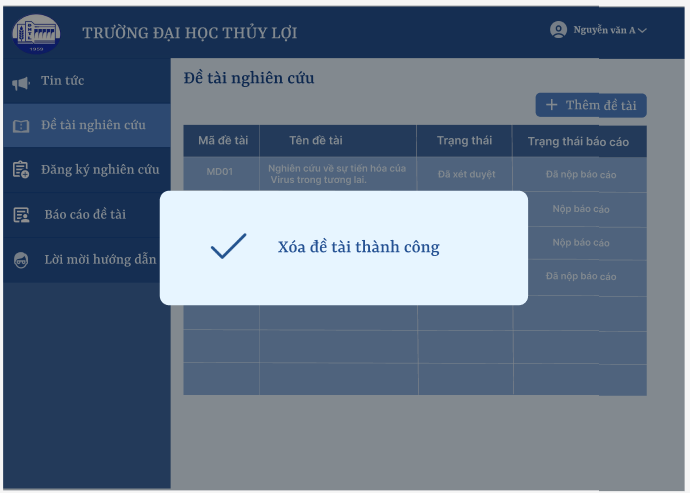 TRƯỜNG ĐẠI HỌC THỦY LỢI
Nguyễn văn A
Tin tức
Đề tài nghiên cứu
Đăng ký nghiên cứu
Báo cáo đề tài
Lời mời hướng dẫn
Đề tài nghiên cứu
+ Thêm đề tài
Mã đề tài Tên đề tài Trạng thái Trạng thái báo cáo
MD01 Nghiên cứu về sự tiến hóa của Virus trong tương lai. Đã xét duyệt Đã nộp báo cáo
Nộp báo cáo
Nộp báo cáo
Đã nộp báo cáo
Xóa đề tài thành công
1959